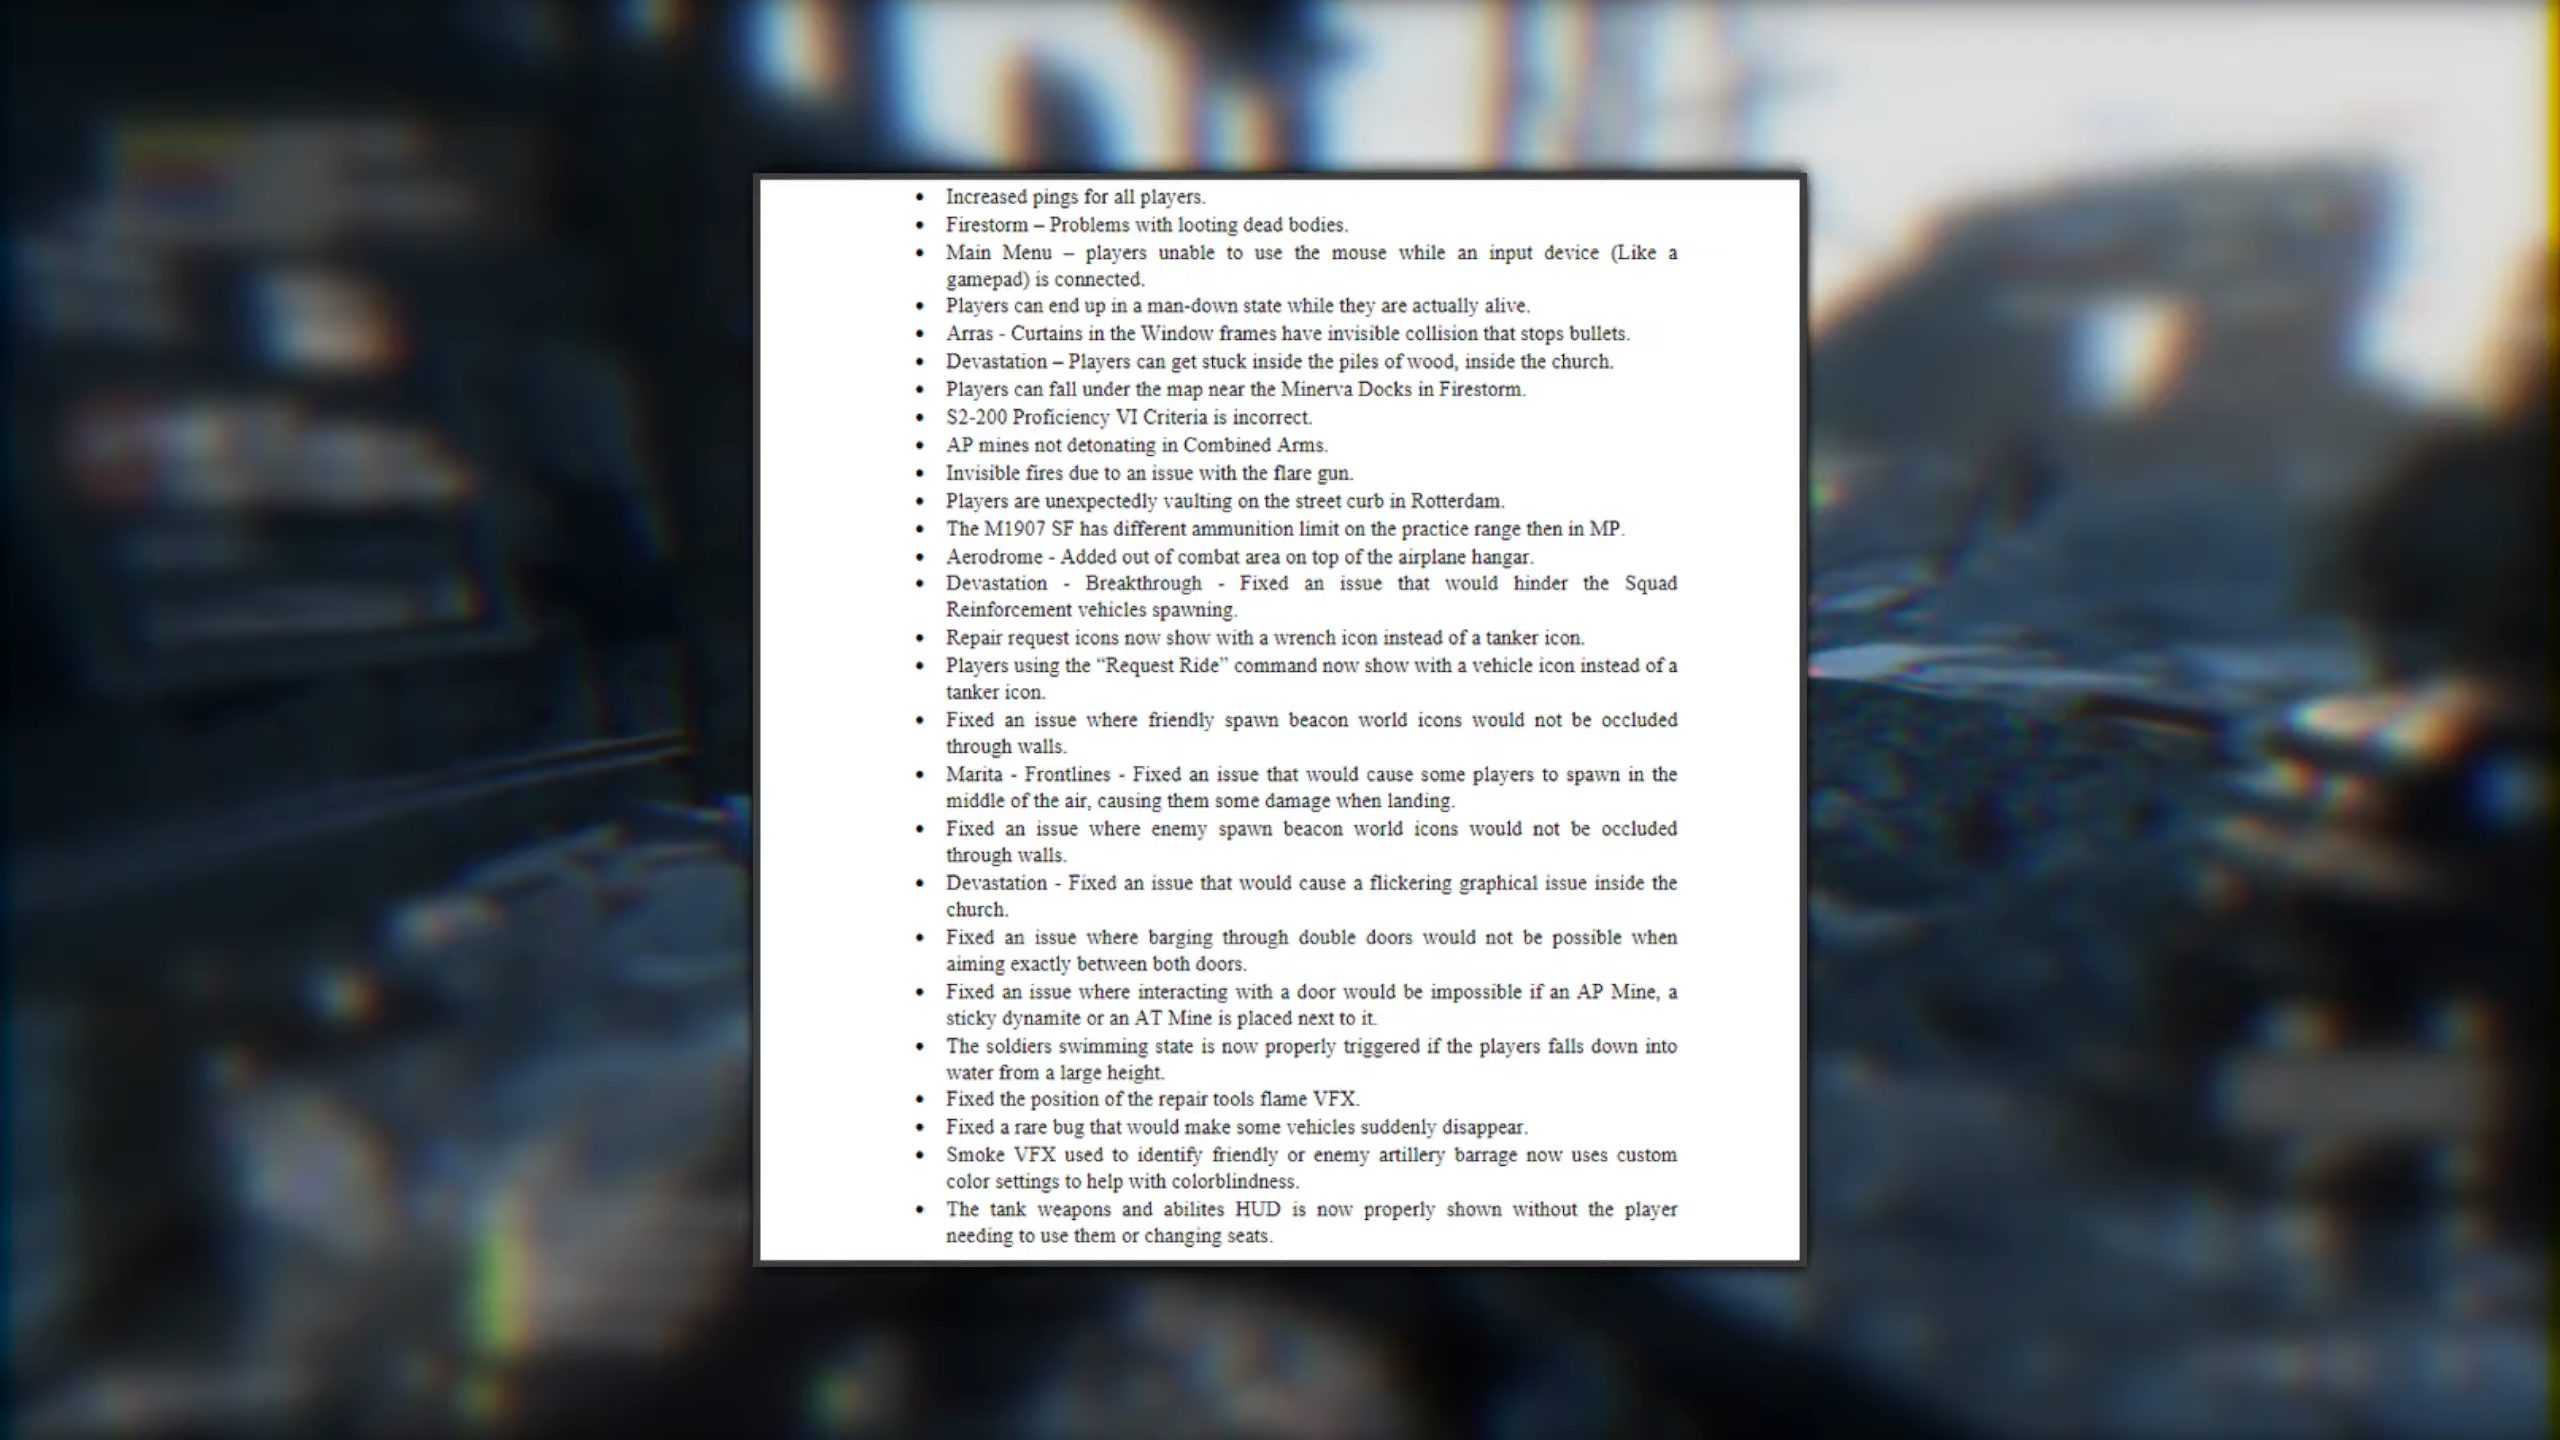 • Increased pings for all players.
• Firestorm – Problems with looting dead bodies.
• Main Menu – players unable to use the mouse while an input device (Like a
gamepad) is connected.
• Players can end up in a man-down state while they are actually alive.
• Arras - Curtains in the Window frames have invisible collision that stops bullets.
• Devastation – Players can get stuck inside the piles of wood, inside the church.
• Players can fall under the map near the Minerva Docks in Firestorm.
• S2-200 Proficiency VI Criteria is incorrect.
• AP mines not detonating in Combined Arms.
• Invisible fires due to an issue with the flare gun.
• Players are unexpectedly vaulting on the street curb in Rotterdam.
• The M1907 SF has different ammunition limit on the practice range then in MP.
• Aerodrome - Added out of combat area on top of the airplane hangar.
• Devastation - Breakthrough - Fixed an issue that would hinder the Squad
Reinforcement vehicles spawning.
• Repair request icons now show with a wrench icon instead of a tanker icon.
• Players using the “Request Ride” command now show with a vehicle icon instead of a
tanker icon.
• Fixed an issue where friendly spawn beacon world icons would not be occluded
through walls.
• Marita - Frontlines - Fixed an issue that would cause some players to spawn in the
middle of the air, causing them some damage when landing.
• Fixed an issue where enemy spawn beacon world icons would not be occluded
through walls.
• Devastation - Fixed an issue that would cause a flickering graphical issue inside the
church.
• Fixed an issue where barging through double doors would not be possible when
aiming exactly between both doors.
• Fixed an issue where interacting with a door would be impossible if an AP Mine, a
sticky dynamite or an AT Mine is placed next to it.
• The soldiers swimming state is now properly triggered if the players falls down into
water from a large height.
• Fixed the position of the repair tools flame VFX.
• Fixed a rare bug that would make some vehicles suddenly disappear.
• Smoke VFX used to identify friendly or enemy artillery barrage now uses custom
color settings to help with colorblindness.
• The tank weapons and abilites HUD is now properly shown without the player
needing to use them or changing seats.